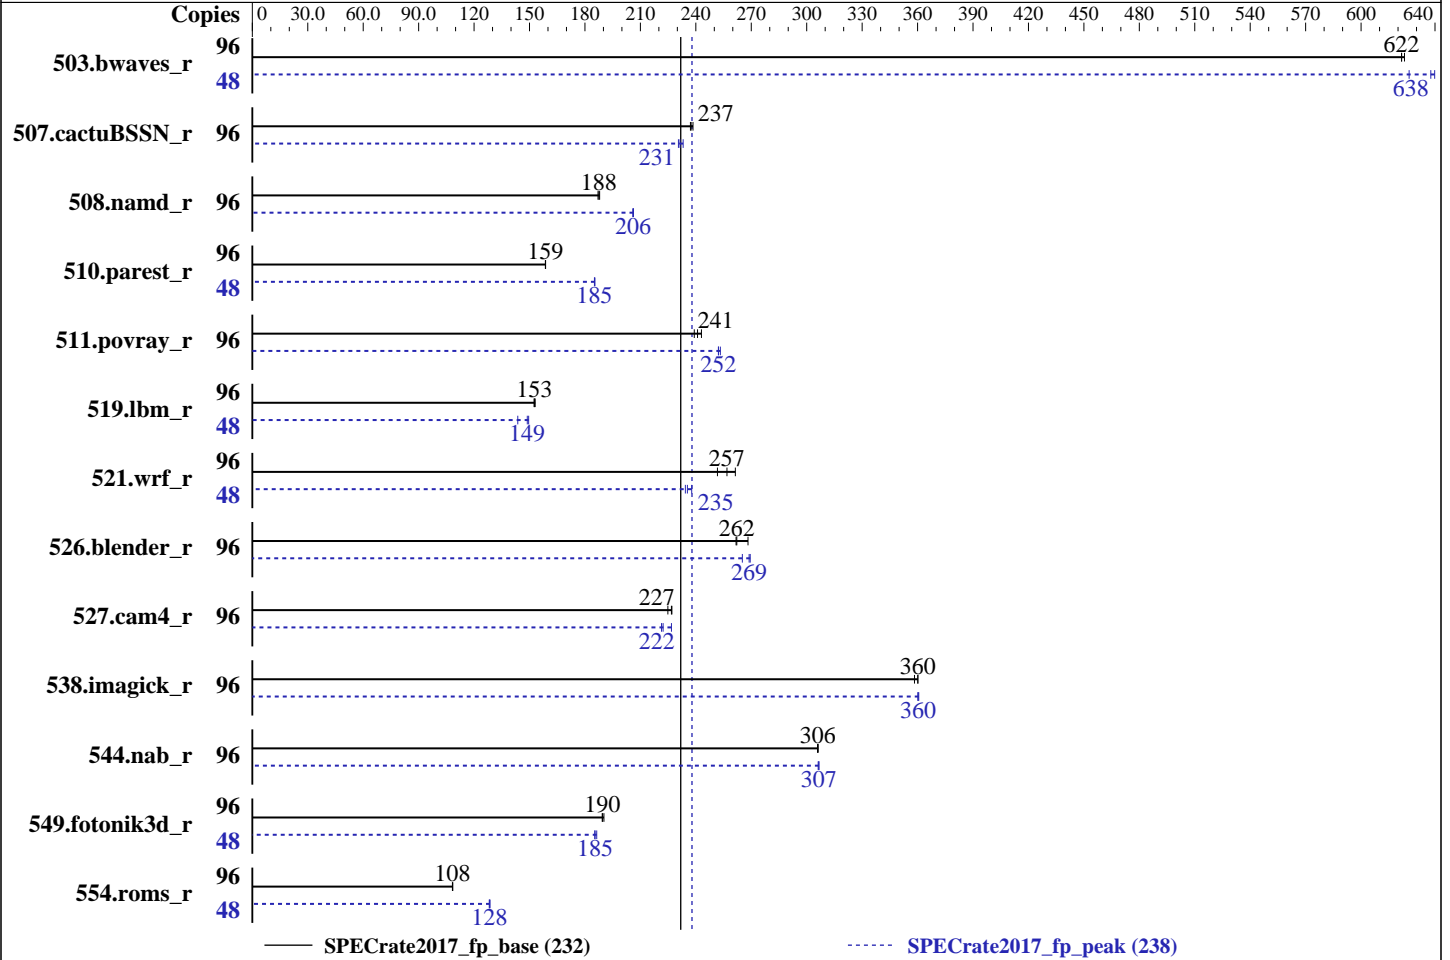 Copies 0 30.0 60.0 90.0 120 150 180 210 240 270 300 330 360 390 420 450 480 510 540 570 600 640
503.bwaves_r 96 622
48 638
507.cactuBSSN_r 96 237
231
508.namd_r 96 188
206
510.parest_r 96 159
48 185
511.povray_r 96 241
252
519.lbm_r 96 153
48 149
521.wrf_r 96 257
48 235
526.blender_r 96 262
269
527.cam4_r 96 227
222
538.imagick_r 96 360
360
544.nab_r 96 306
307
549.fotonik3d_r 96 190
48 185
554.roms_r 96 108
48 128
SPECrate2017_fp_base (232) SPECrate2017_fp_peak (238)